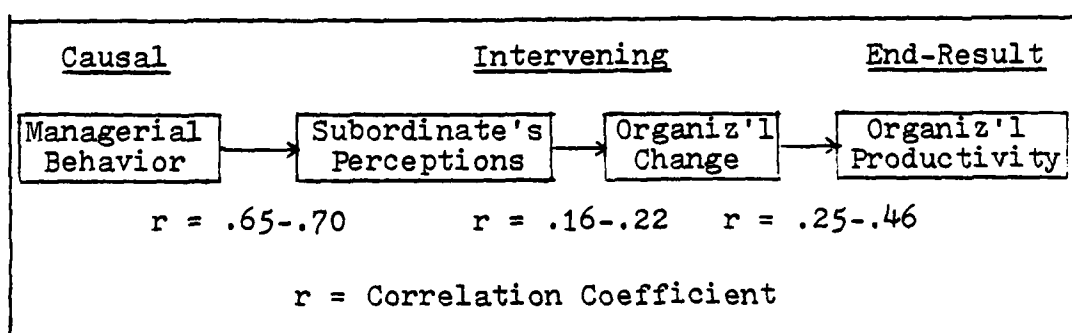 Causal Intervening End-Result
Managerial Subordinate's Organiz'l Organiz'l
Behavior Perceptions Change Productivity
r = .65-.70 r = .16-.22 r = .25-.46
r = Correlation Coefficient